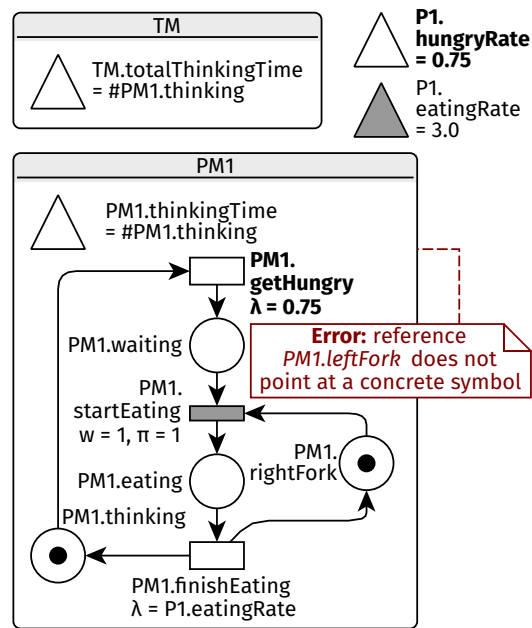 TM
TM.totalThinkingTime
= #PM1.thinking
P1.
hungryRate
= 0.75
P1.
eatingRate
= 3.0
PM1
PM1.thinkingTime
= #PM1.thinking
PM1.
getHungry
λ = 0.75
PM1.waiting
Error: reference
PM1.leftFork does not
point at a concrete symbol
PM1.
startEating
w = 1, π = 1
PM1.
rightFork
PM1.eating
PM1.thinking
PM1.finishEating
λ = P1.eatingRate